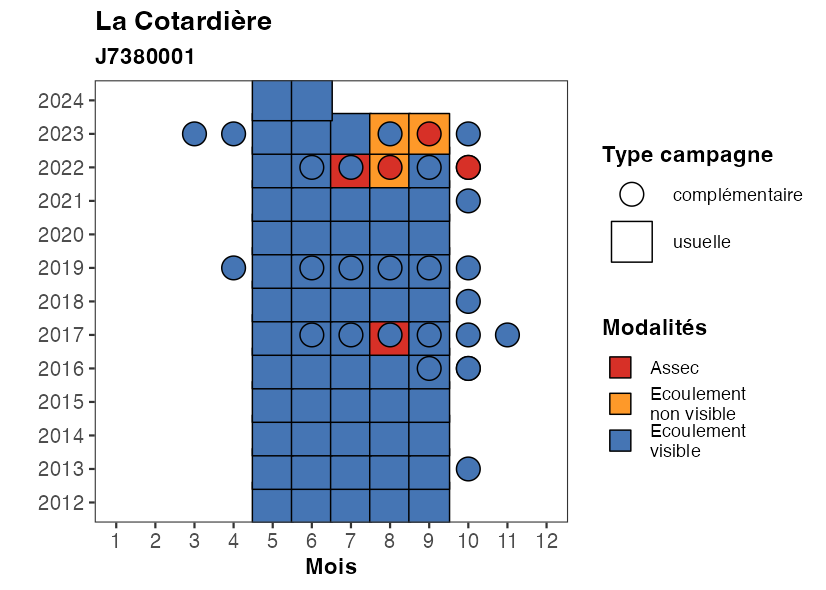 La Cotardière
J7380001
2024
2023
2022
2021
2020
2019
2018
2017
2016
2015
2014
2013
2012
1 2 3 4 5 6 7 8 9 10 11 12
Mois
Type campagne
complémentaire
usuelle
Modalités
Assec
Ecoulement
non visible
Ecoulement
visible